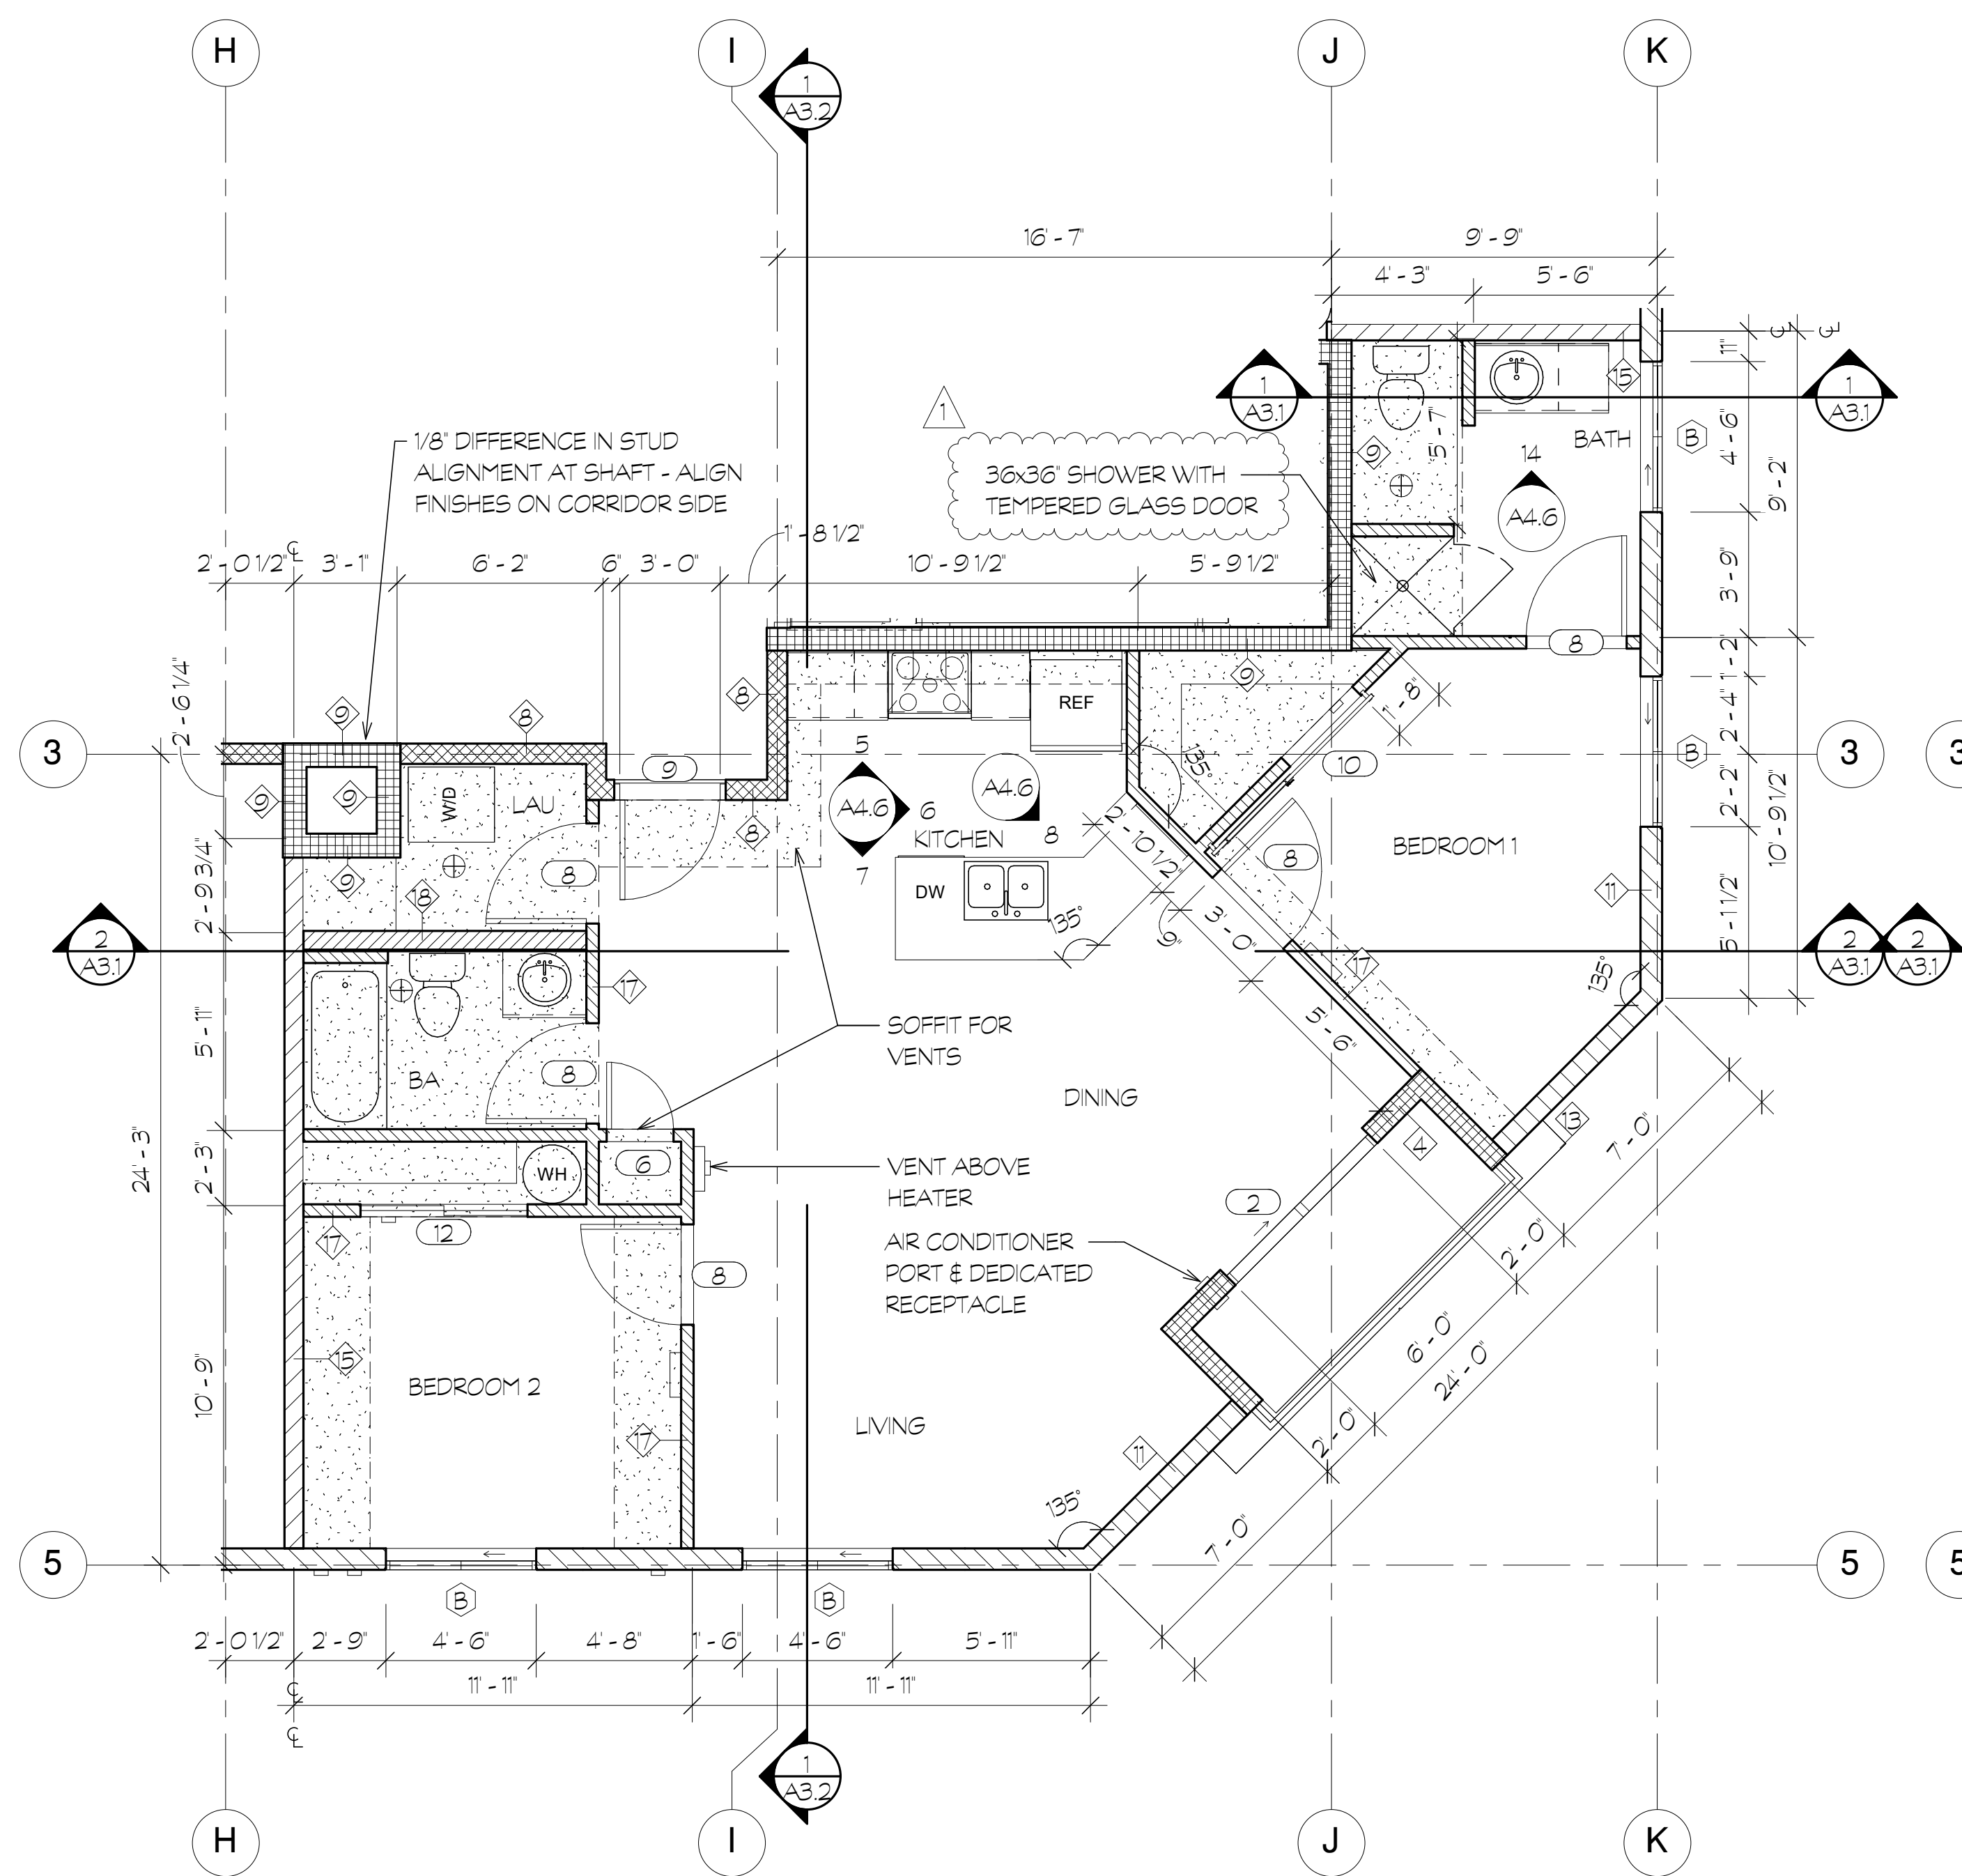 H
I
J
K
1
A3.2
16'-7"
9'-9"
4'-3"
5'-6"
11"
1
A3.1
1
A3.1
15
1
1/8" DIFFERENCE IN STUD
ALIGNMENT AT SHAFT - ALIGN
FINISHES ON CORRIDOR SIDE
36x36" SHOWER WITH
TEMPERED GLASS DOOR
9
5'-7"
BATH
14
A4.6
B
4'-6"
9'-2"
1'-8 1/2"
2'-0 1/2"
3'-1"
6'-2"
6"
3'-0"
10'-9 1/2"
5'-9 1/2"
3'-9"
8
1'-2"
2'-6 1/4"
9
8
8
9
1'-8"
REF
2'-4"
3
9
5
135°
10
B
3
3
9
9
W/D
LAU
A4.6
6
A4.6
8
8
KITCHEN
7
2'-2"
10'-9 1/2"
2'-9 3/4"
9
18
8
DW
2'-10 1/2"
8
BEDROOM 1
11
5'-1 1/2"
135°
9"
3'-0"
2
A3.1
17
17
2
A3.1
2
A3.1
135°
5'-11"
SOFFIT FOR
VENTS
5'-6"
BA
8
DINING
24'-3"
2'-3"
WH
6
VENT ABOVE
HEATER
4
13
7'-0"
17
12
8
2
AIR CONDITIONER
PORT & DEDICATED
RECEPTACLE
2'-0"
6'-0"
24'-0"
10'-9"
15
BEDROOM 2
17
LIVING
11
2'-0"
135°
7'-0"
5
5
5
B
B
2'-0 1/2"
2'-9"
4'-6"
4'-8"
1'-6"
4'-6"
5'-11"
11'-11"
11'-11"
1
A3.2
H
I
J
K